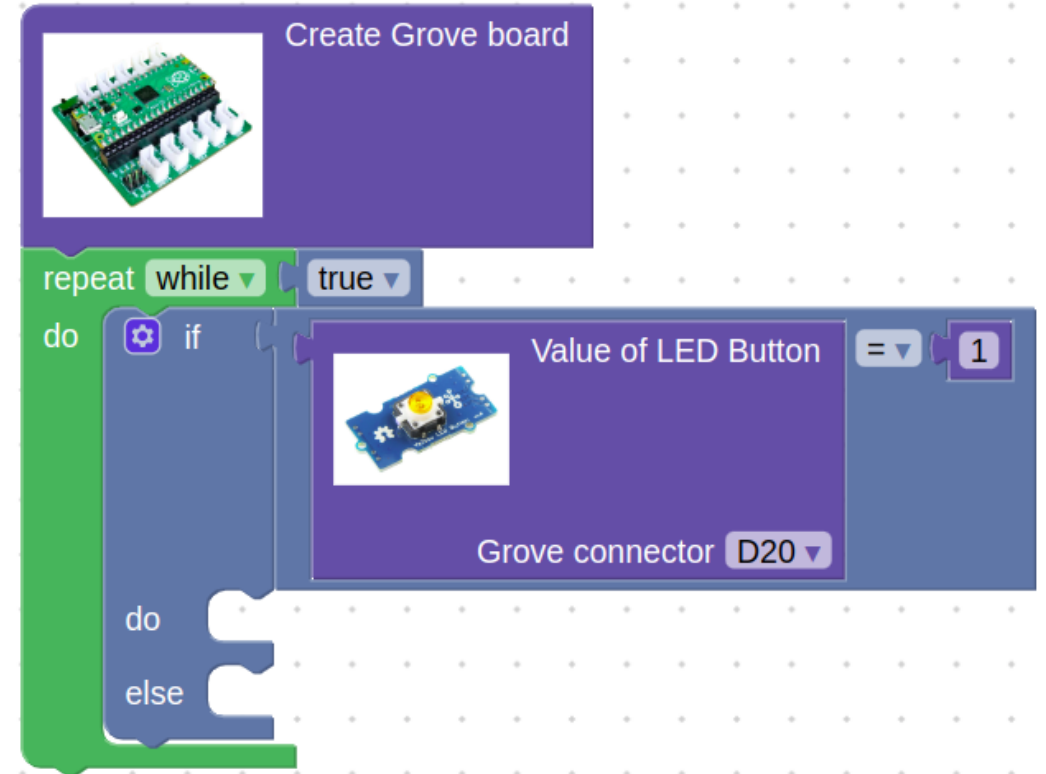 Create Grove board
repeat while ▾ true ▾
do if Value of LED Button = ▾ 1
Grove connector D20 ▾
do
else